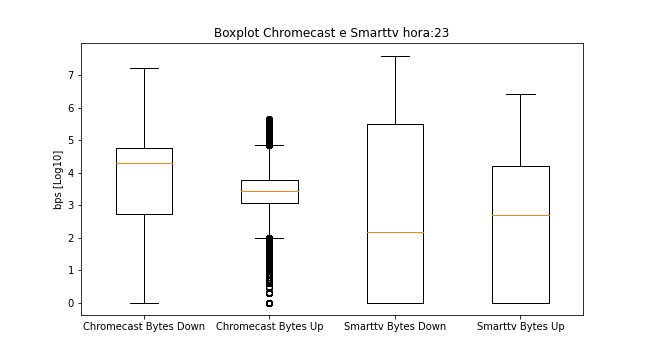 Boxplot Chromecast e Smarttv hora:23
bps [Log10]
7
6
5
4
3
2
1
0
Chromecast Bytes Down Chromecast Bytes Up Smarttv Bytes Down Smarttv Bytes Up